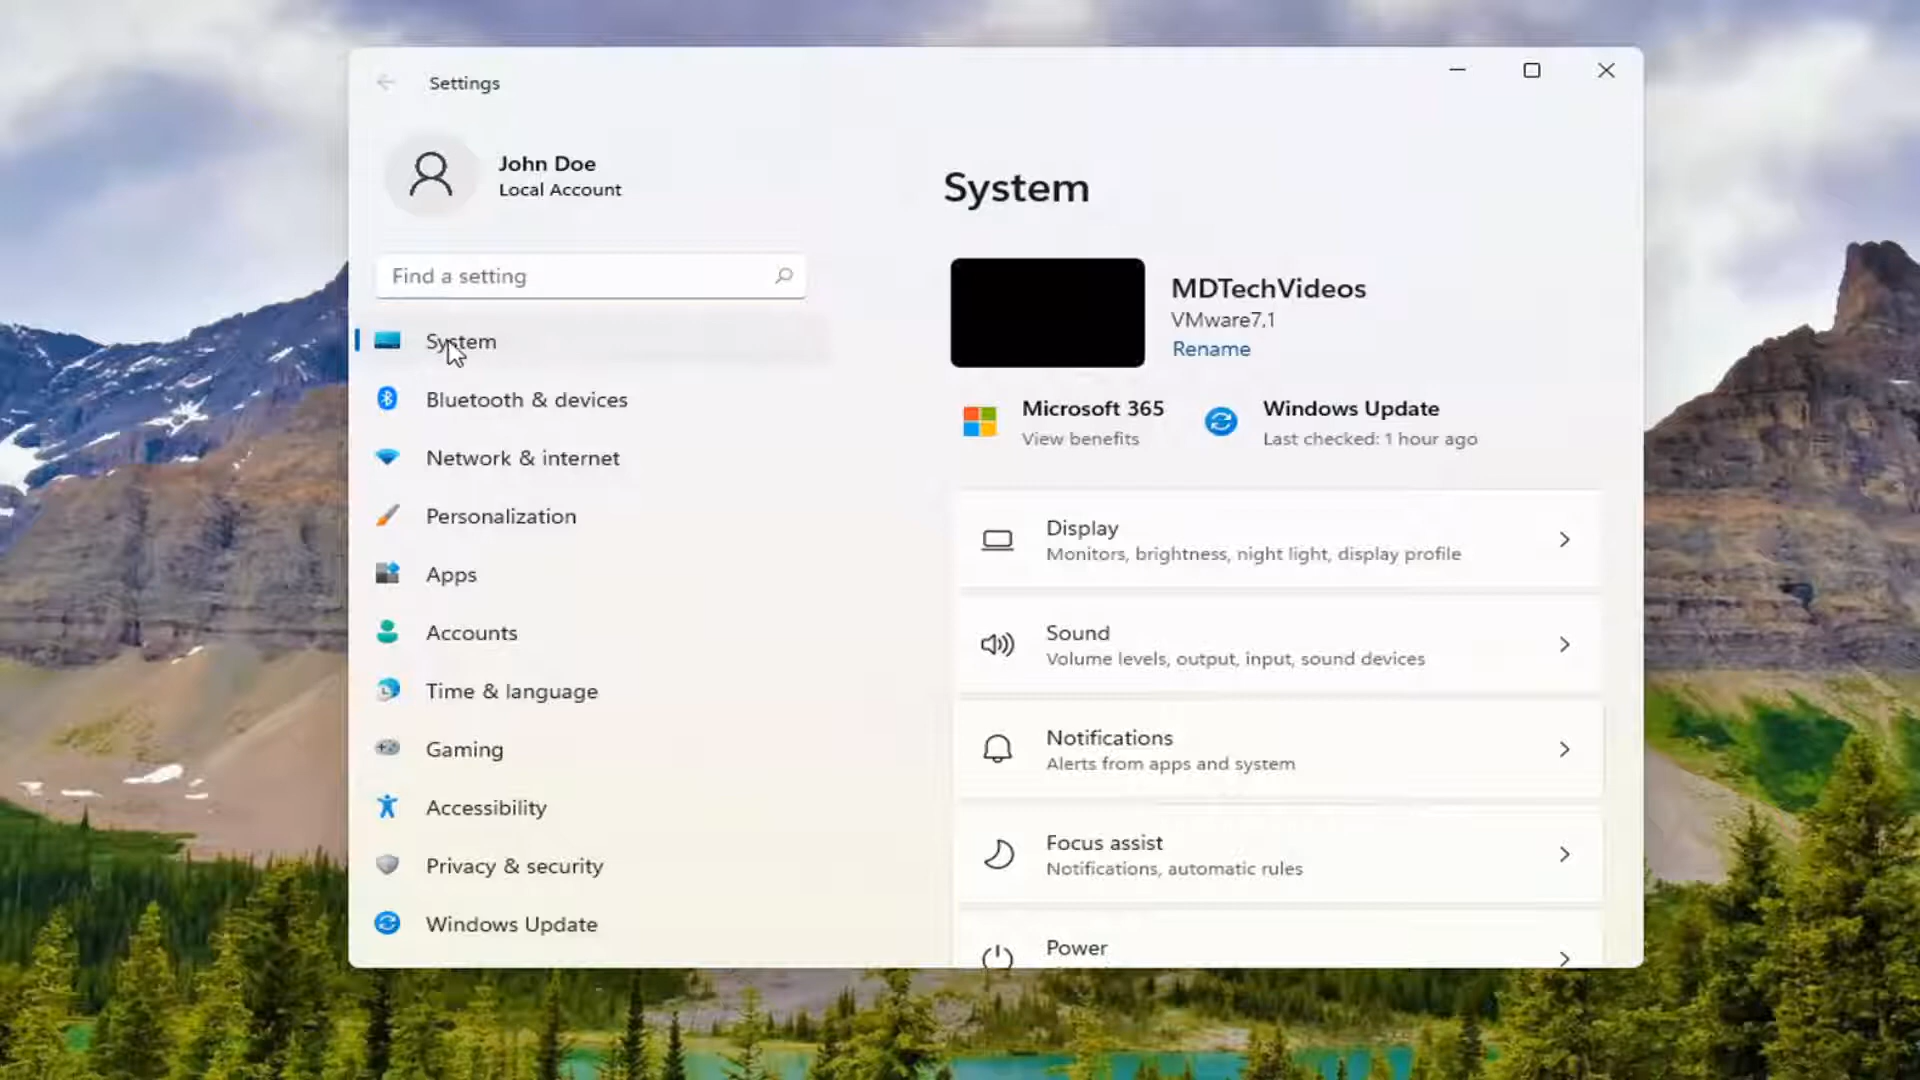 Settings
John Doe
Local Account
Find a setting
System
Bluetooth & devices
Network & internet
Personalization
Apps
Accounts
Time & language
Gaming
Accessibility
Privacy & security
Windows Update
System
MDTechVideos
VMware7,1
Rename
Microsoft 365
View benefits
Windows Update
Last checked: 1 hour ago
Display
Monitors, brightness, night light, display profile
Sound
Volume levels, output, input, sound devices
Notifications
Alerts from apps and system
Focus assist
Notifications, automatic rules
Power